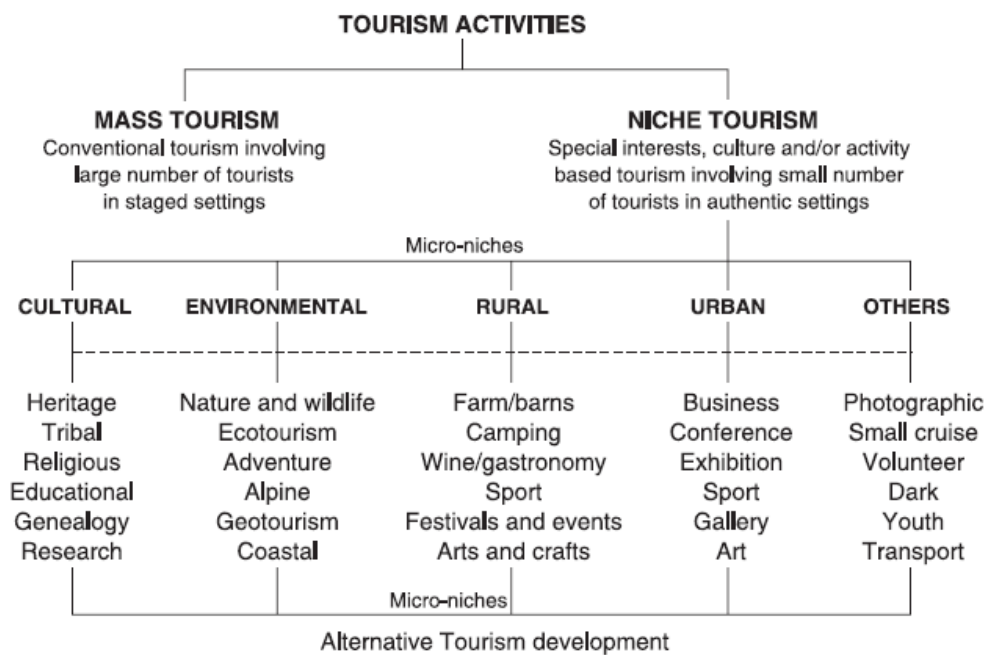 TOURISM ACTIVITIES
MASS TOURISM
Conventional tourism involving
large number of tourists
in staged settings
NICHE TOURISM
Special interests, culture and/or activity
based tourism involving small number
of tourists in authentic settings
Micro-niches
CULTURAL
ENVIRONMENTAL
RURAL
URBAN
OTHERS
Heritage
Tribal
Religious
Educational
Genealogy
Research
Nature and wildlife
Ecotourism
Adventure
Alpine
Geotourism
Coastal
Farm/barns
Camping
Wine/gastronomy
Sport
Festivals and events
Arts and crafts
Business
Conference
Exhibition
Sport
Gallery
Art
Photographic
Small cruise
Volunteer
Dark
Youth
Transport
Micro-niches
Alternative Tourism development